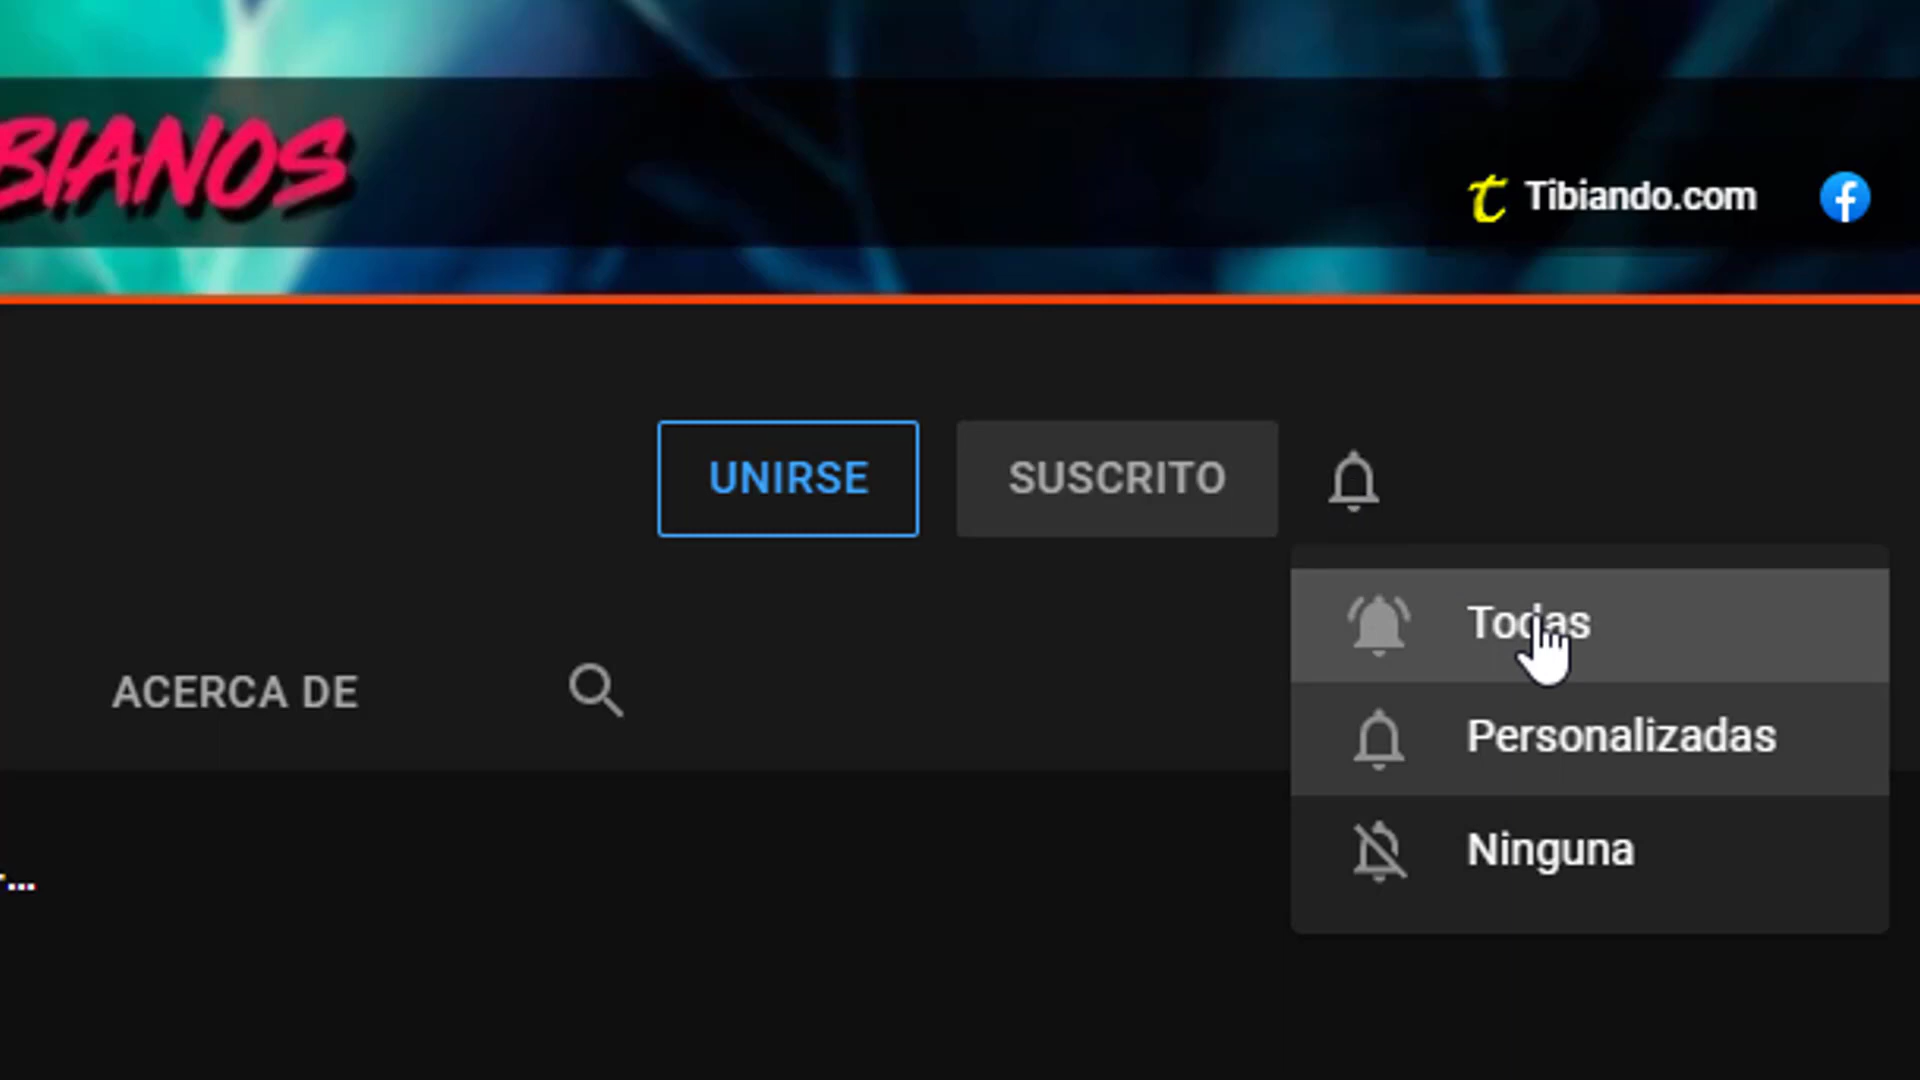 BIANOS
Tibiando.com
UNIRSE
SUSCRITO
Todas
ACERCA DE
Personalizadas
Ninguna
...